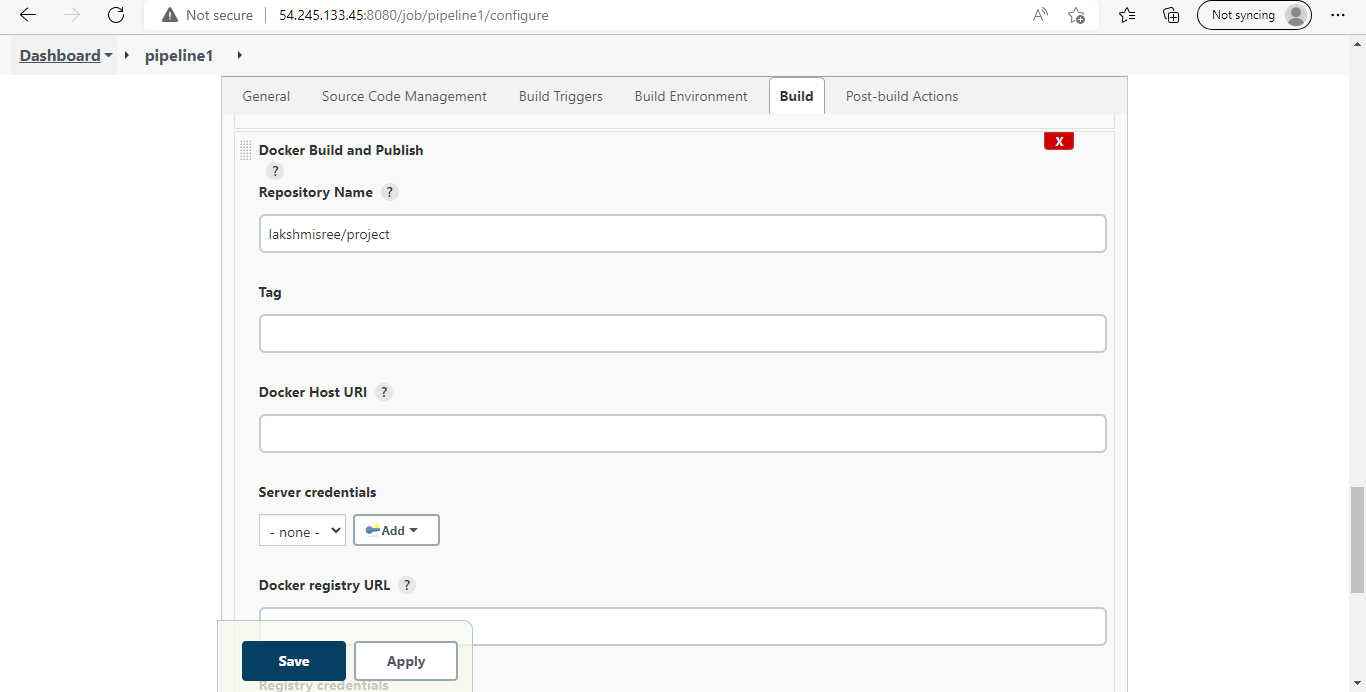 Not secure 54.245.133.45:8080/job/pipeline1/configure Not syncing
Dashboard pipeline1
General Source Code Management Build Triggers Build Environment Build Post-build Actions
Docker Build and Publish X
?
Repository Name ?
lakshmisree/project
Tag
Docker Host URI ?
Server credentials
- none - Add
Docker registry URL ?
Save Apply
Registry credentials